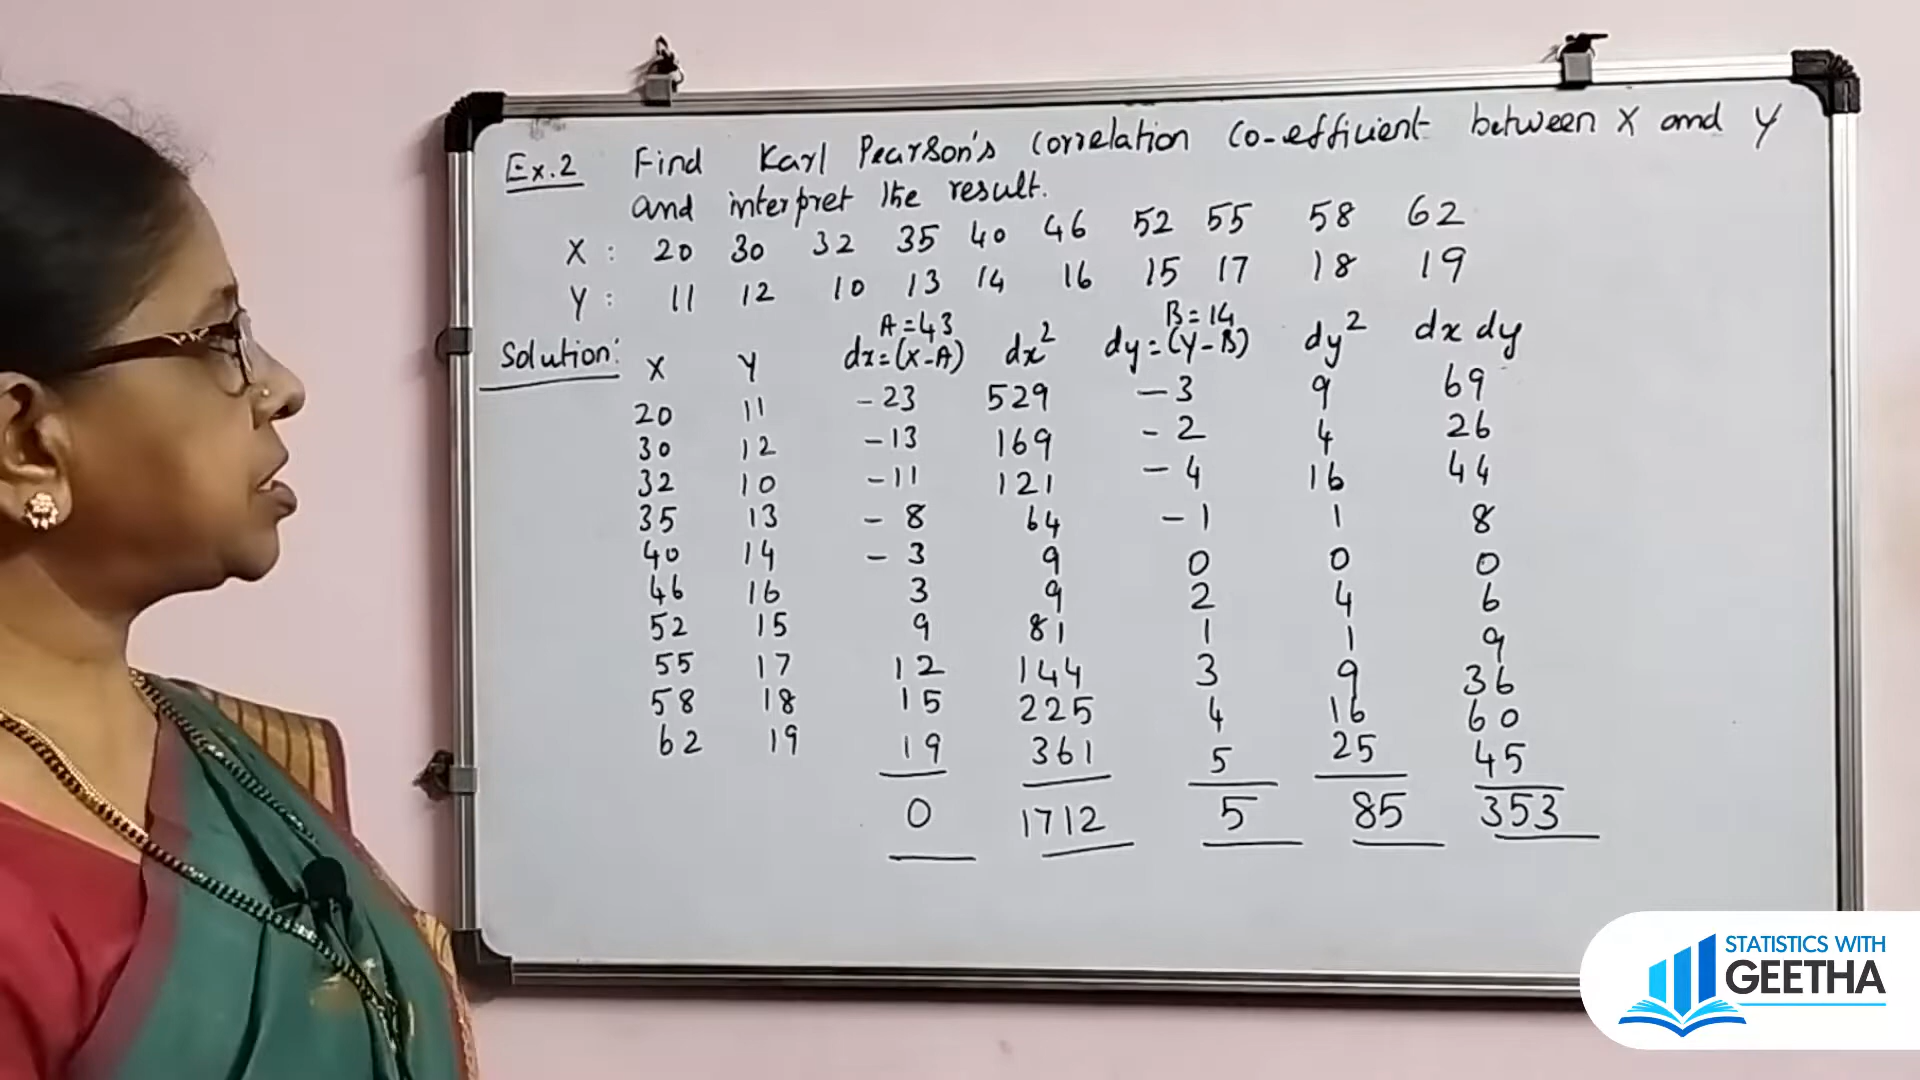 Ex.2 Find Karl Pearson's correlation co-efficient between X and Y
and interpret the result.
X : 20 30 32 35 40 46 52 55 58 62
Y : 11 12 10 13 14 16 15 17 18 19
A=43 B=14
Solution: X Y dx=(X-A) dx² dy=(Y-B) dy² dx dy
20 11 -23 529 -3 9 69
30 12 -13 169 -2 4 26
32 10 -11 121 -4 16 44
35 13 -8 64 -1 1 8
40 14 -3 9 0 0 0
46 16 3 9 2 4 6
52 15 9 81 1 1 9
55 17 12 144 3 9 36
58 18 15 225 4 16 60
62 19 19 361 5 25 45
0 1712 5 85 353
STATISTICS WITH
GEETHA